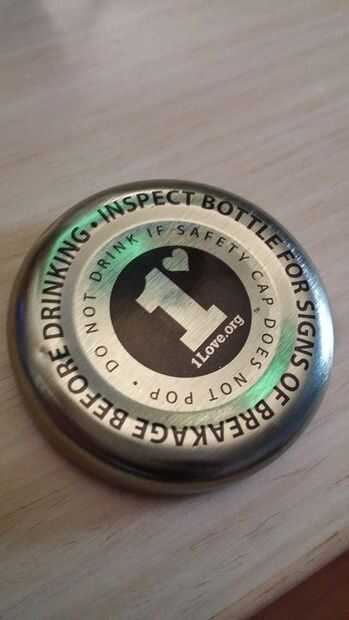 INSPECT BOTTLE FOR SIGNS OF BREAKAGE BEFORE DRINKING •
DO NOT DRINK IF SAFETY CAP DOES NOT POP •
1
1Love.org